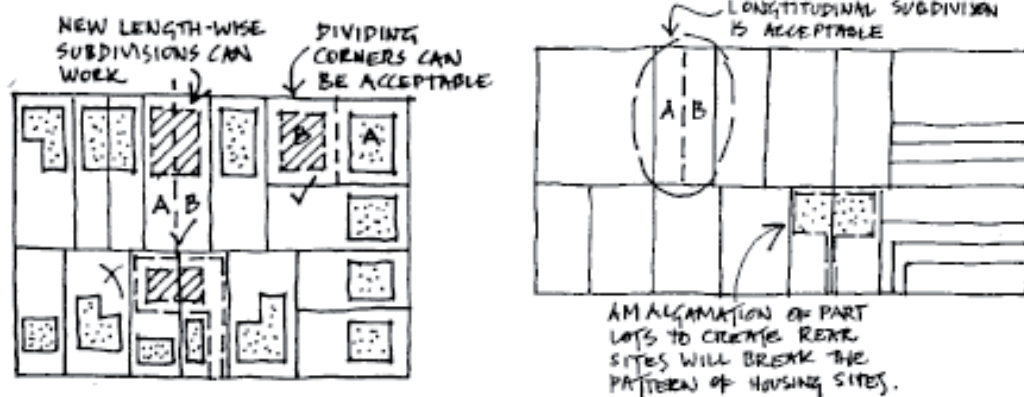 NEW LENGTH-WISE
SUBDIVISIONS CAN
WORK
DIVIDING
CORNERS CAN
BE ACCEPTABLE
B
A
A B
LONGTITUDINAL SUBDIVISON
IS ACCEPTABLE
A B
AMALGAMATION OF PART
LOTS TO CREATE REAR
SITES WILL BREAK THE
PATTERN OF HOUSING SITES.